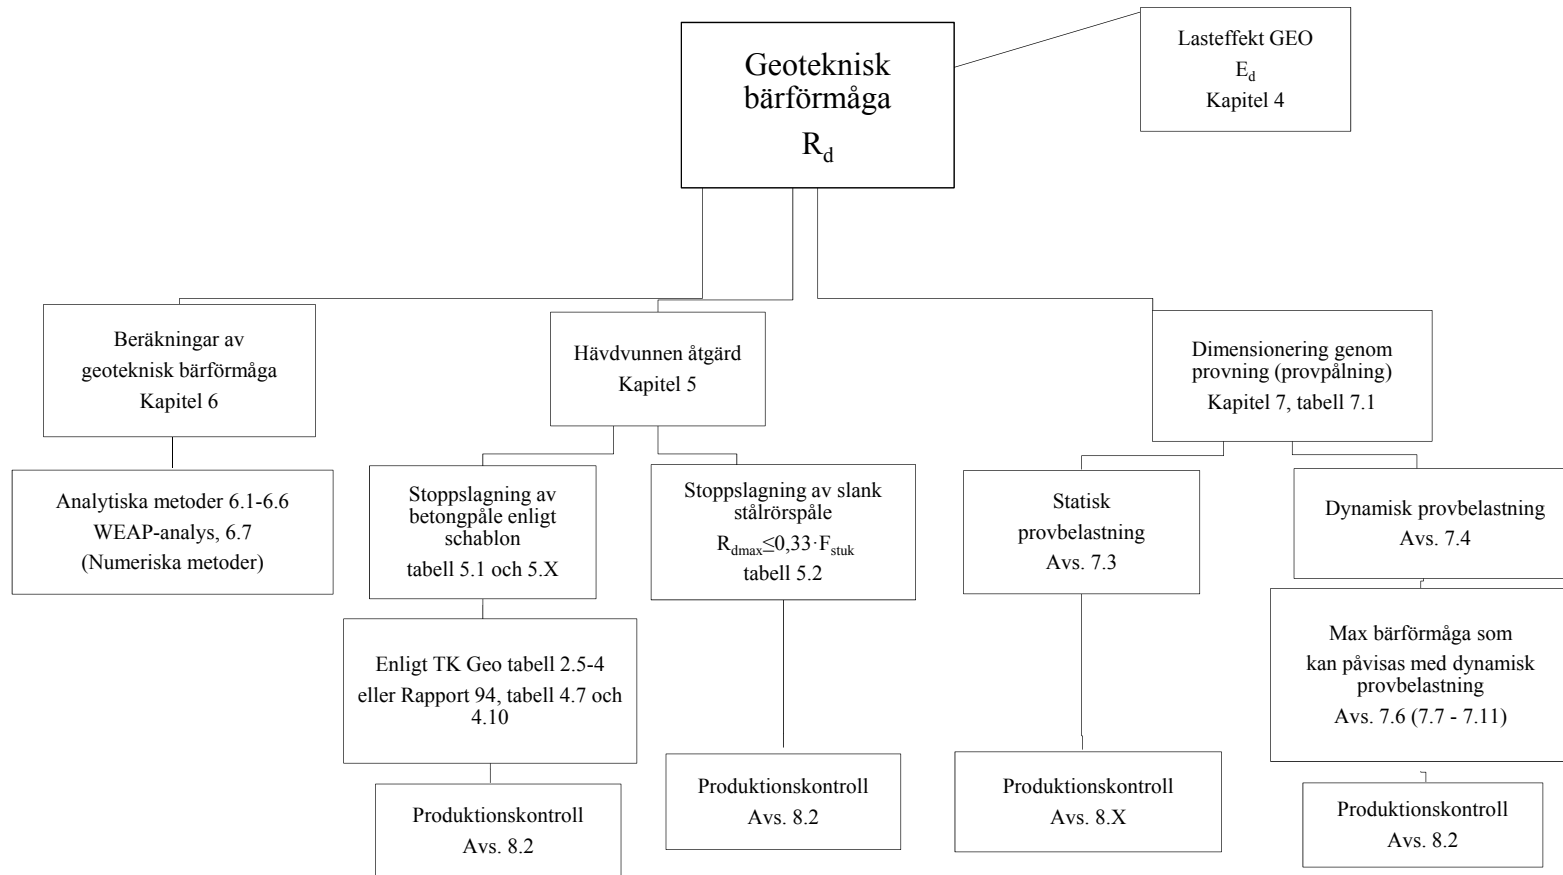 Geoteknisk
bärförmåga
R_d
Lasteffekt GEO
E_d
Kapitel 4
Beräkningar av
geoteknisk bärförmåga
Kapitel 6
Hävdvunnen åtgärd
Kapitel 5
Dimensionering genom
provning (provpålning)
Kapitel 7, tabell 7.1
Analytiska metoder 6.1-6.6
WEAP-analys, 6.7
(Numeriska metoder)
Stoppslagning av
betongpåle enligt
schablon
tabell 5.1 och 5.X
Stoppslagning av slank
stålrörspåle
R_dmax≤0,33·F_stuk
tabell 5.2
Statisk
provbelastning
Avs. 7.3
Dynamisk provbelastning
Avs. 7.4
Enligt TK Geo tabell 2.5-4
eller Rapport 94, tabell 4.7 och
4.10
Max bärförmåga som
kan påvisas med dynamisk
provbelastning
Avs. 7.6 (7.7 - 7.11)
Produktionskontroll
Avs. 8.2
Produktionskontroll
Avs. 8.2
Produktionskontroll
Avs. 8.X
Produktionskontroll
Avs. 8.2